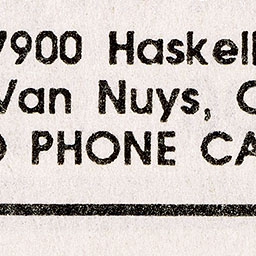 7900 Haskell
Van Nuys, C
O PHONE CA